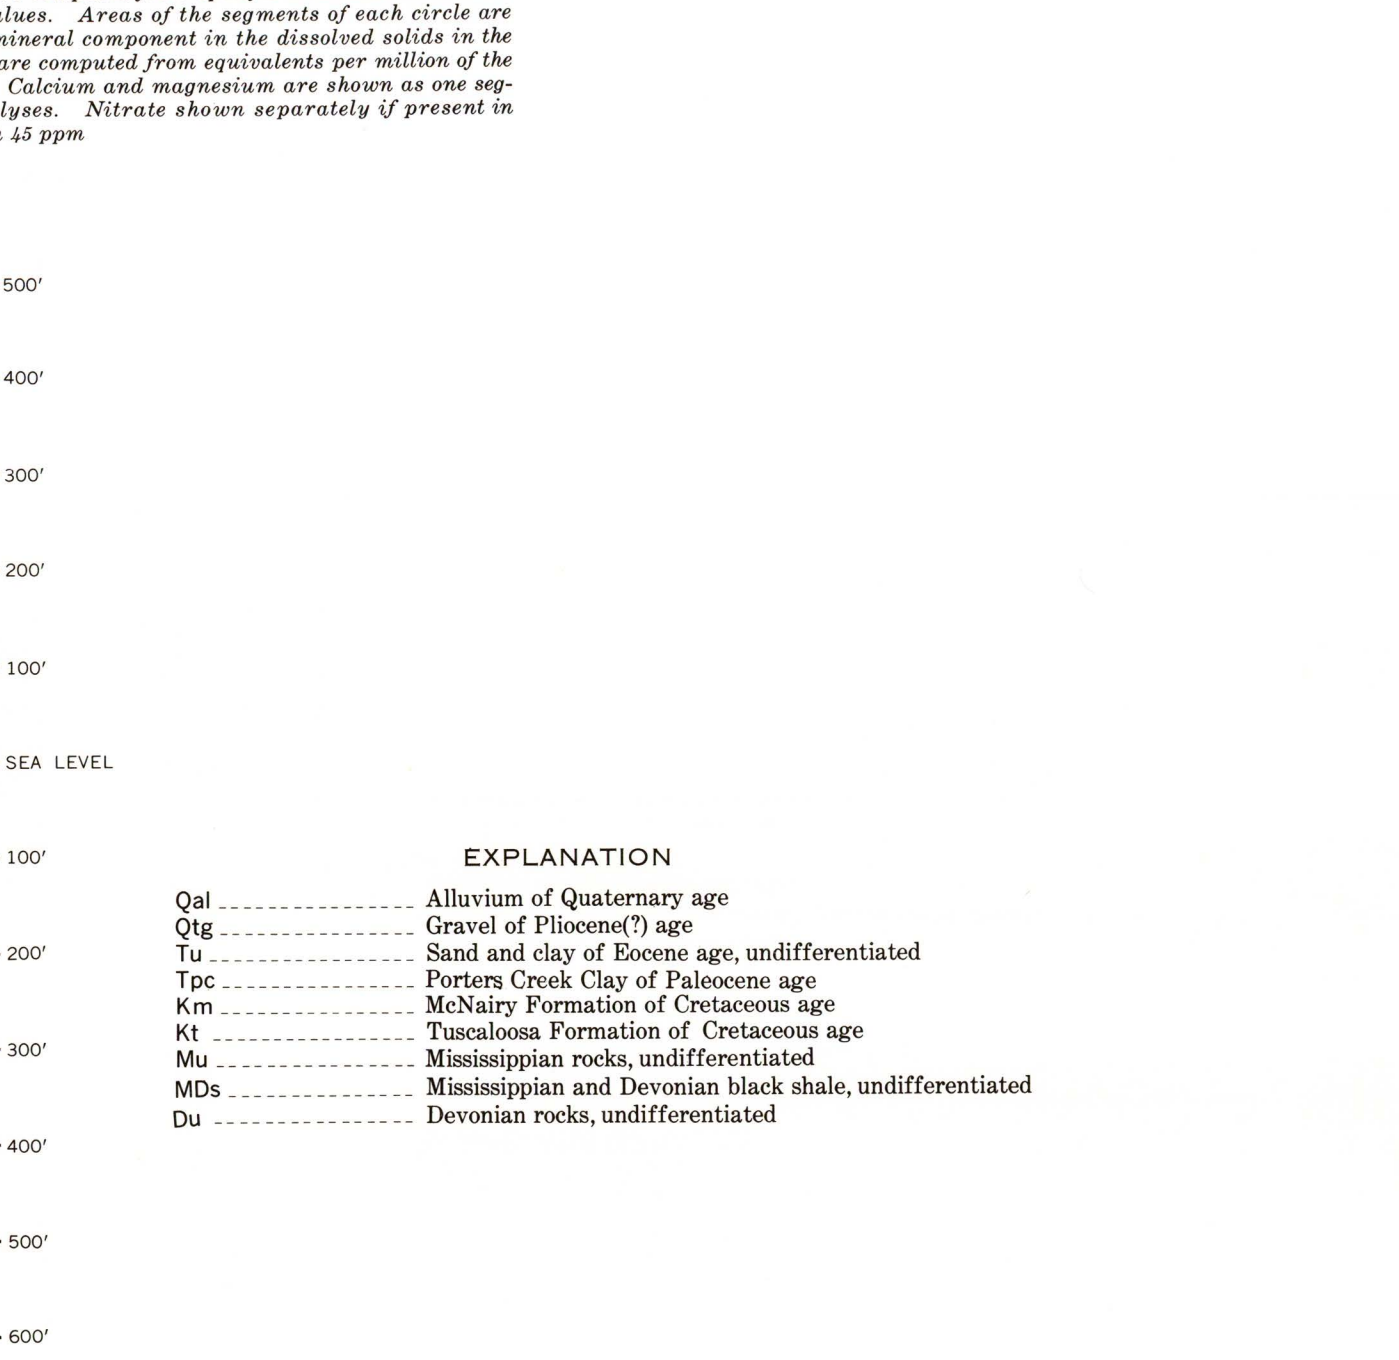 Areas of the segments of each circle are
mineral component in the dissolved solids in the
are computed from equivalents per million of the
Calcium and magnesium are shown as one seg-
Nitrate shown separately if present in
45 ppm
500'
400'
300'
200'
100'
SEA LEVEL
100'
200'
300'
400'
500'
600'
EXPLANATION
Qal Alluvium of Quaternary age
Qtg Gravel of Pliocene(?) age
Tu Sand and clay of Eocene age, undifferentiated
Tpc Porters Creek Clay of Paleocene age
Km McNairy Formation of Cretaceous age
Kt Tuscaloosa Formation of Cretaceous age
Mu Mississippian rocks, undifferentiated
MDs Mississippian and Devonian black shale, undifferentiated
Du Devonian rocks, undifferentiated